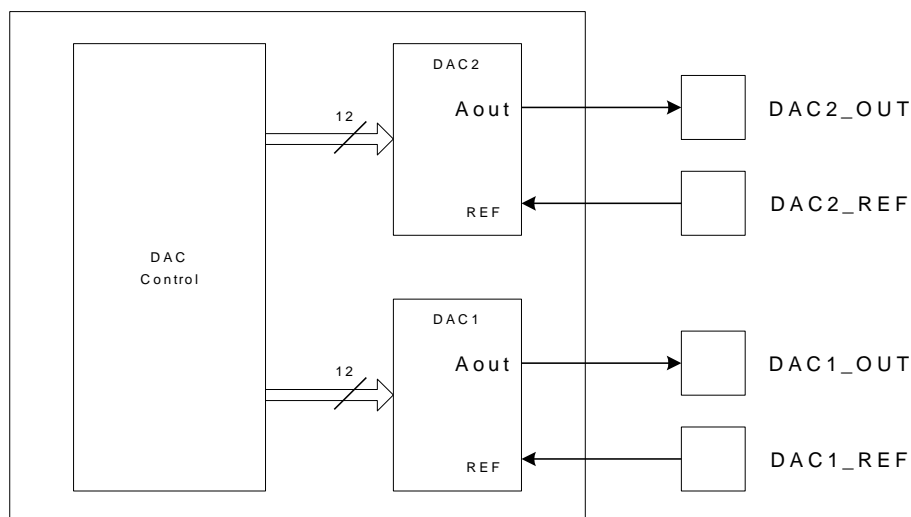 DAC2
12
Aout
DAC2_OUT
REF
DAC2_REF
DAC
Control
DAC1
12
Aout
DAC1_OUT
REF
DAC1_REF